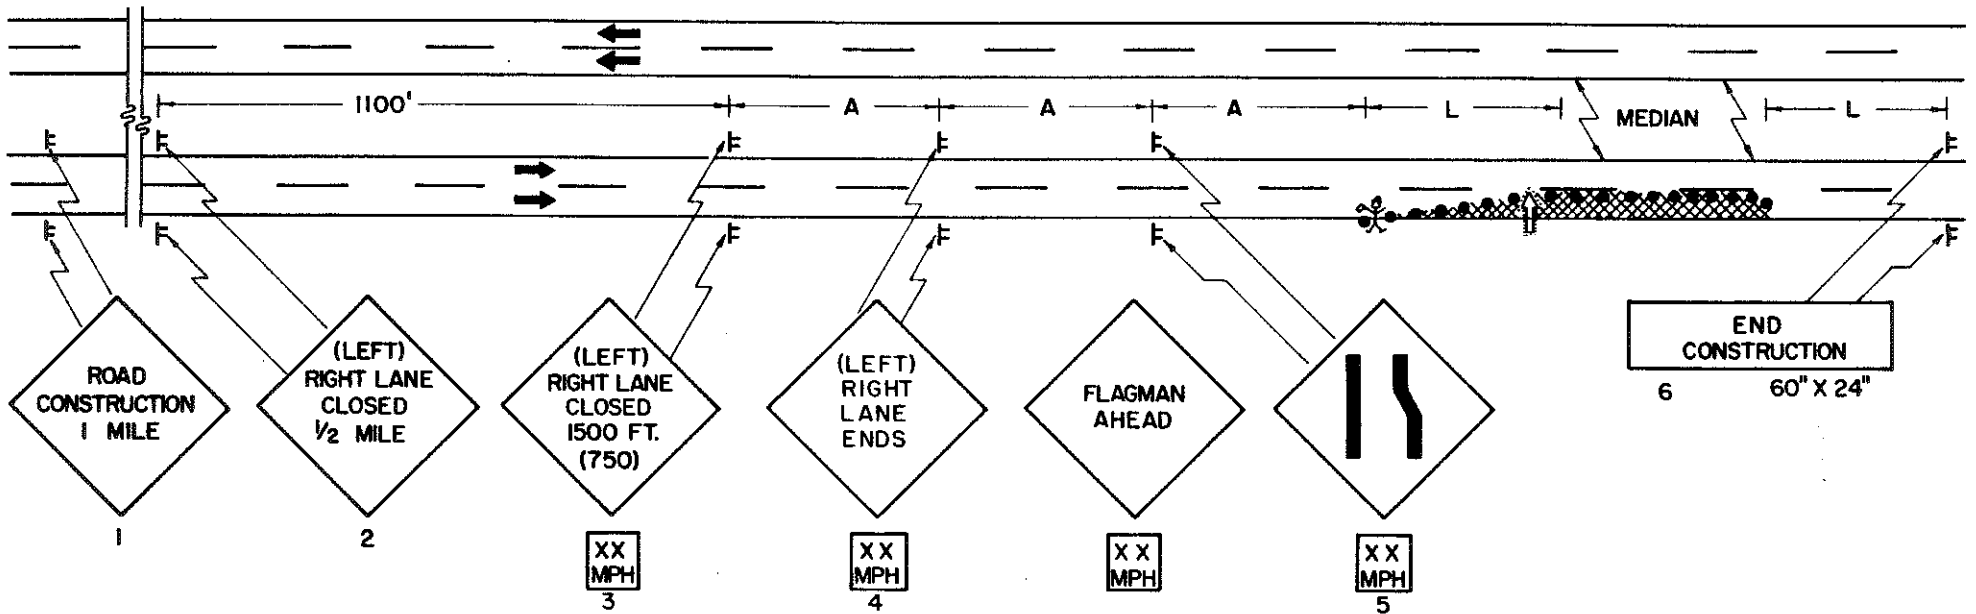 1100' A A A L MEDIAN L
ROAD
CONSTRUCTION
1 MILE
1
(LEFT)
RIGHT LANE
CLOSED
1/2 MILE
2
(LEFT)
RIGHT LANE
CLOSED
1500 FT.
(750)
XX
MPH
3
(LEFT)
RIGHT
LANE
ENDS
XX
MPH
4
FLAGMAN
AHEAD
XX
MPH
XX
MPH
5
END
CONSTRUCTION
6 60" X 24"